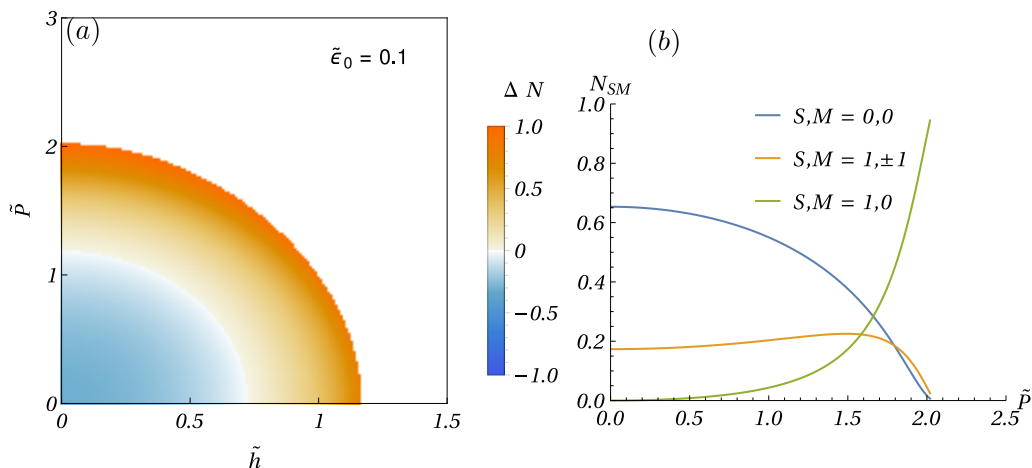 (a)
3
2
1
0
P̃
ϵ̃₀ = 0.1
0 0.5 1 1.5
h̃
Δ N
1.0
0.5
0
−0.5
−1.0
(b)
N_SM
1.0
0.8
0.6
0.4
0.2
0.0
S,M = 0,0
S,M = 1,±1
S,M = 1,0
0.0 0.5 1.0 1.5 2.0 2.5
P̃